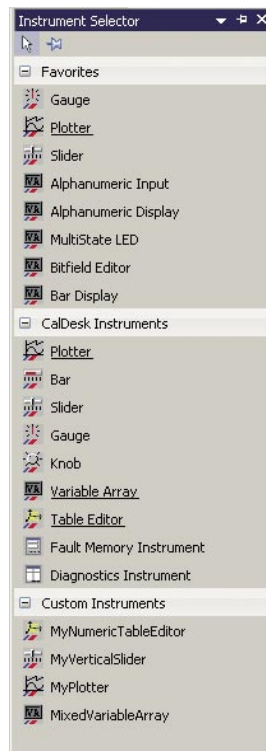 Instrument Selector
Favorites
Gauge
Plotter
Slider
Alphanumeric Input
Alphanumeric Display
MultiState LED
Bitfield Editor
Bar Display
CalDesk Instruments
Plotter
Bar
Slider
Gauge
Knob
Variable Array
Table Editor
Fault Memory Instrument
Diagnostics Instrument
Custom Instruments
MyNumericTableEditor
MyVerticalSlider
MyPlotter
MixedVariableArray